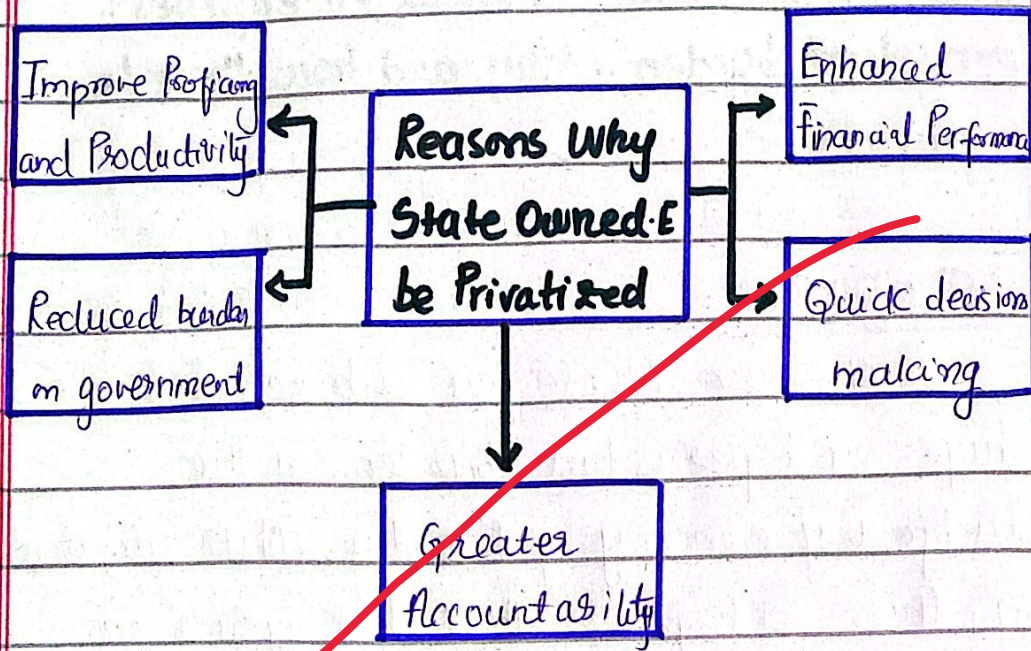 Improve
and Productivity
Reduced
on government
Reasons Why
State Owned.E
be Privatized
Enhanced
Financial Performance
Quick decision
making
Greater
Accountability